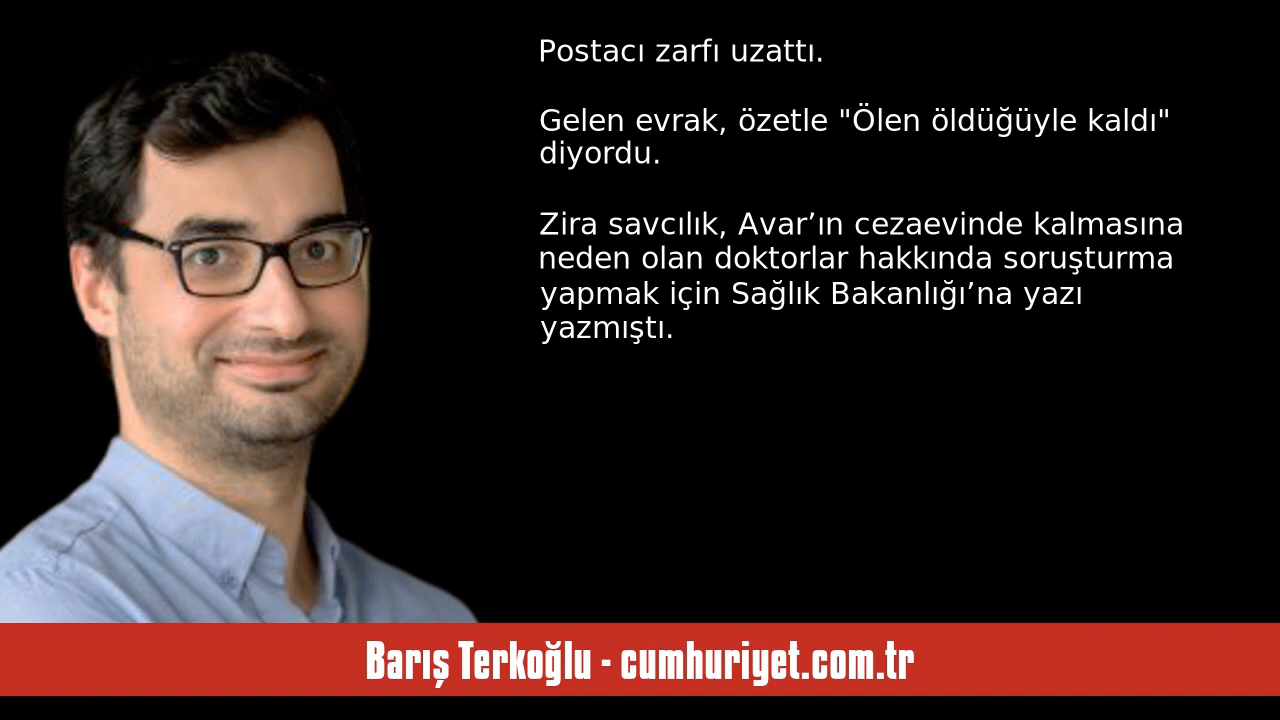 Postacı zarfı uzattı.
Gelen evrak, özetle "Ölen öldüğüyle kaldı"
diyordu.
Zira savcılık, Avar’ın cezaevinde kalmasına
neden olan doktorlar hakkında soruşturma
yapmak için Sağlık Bakanlığı’na yazı
yazmıştı.
Barış Terkoğlu - cumhuriyet.com.tr